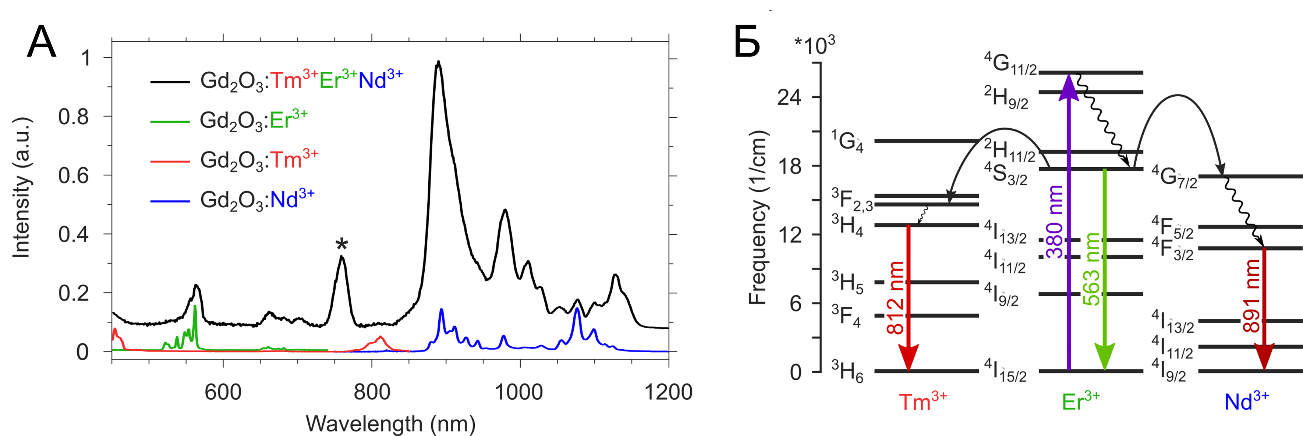 А
1
0.8
0.6
0.4
0.2
0
Intensity (a.u.)
Gd₂O₃:Tm³⁺Er³⁺Nd³⁺
Gd₂O₃:Er³⁺
Gd₂O₃:Tm³⁺
Gd₂O₃:Nd³⁺
*
600
800
1000
1200
Wavelength (nm)
Б
*10³
24
18
12
6
0
Frequency (1/cm)
¹G₄
³F₂,₃
³H₄
³H₅
³F₄
³H₆
812 nm
Tm³⁺
⁴G₁₁/₂
²H₉/₂
²H₁₁/₂
⁴S₃/₂
⁴I₁₃/₂
⁴I₁₁/₂
⁴I₉/₂
⁴I₁₅/₂
380 nm
563 nm
Er³⁺
⁴G₇/₂
⁴F₅/₂
⁴F₃/₂
⁴I₁₃/₂
⁴I₁₁/₂
⁴I₉/₂
891 nm
Nd³⁺